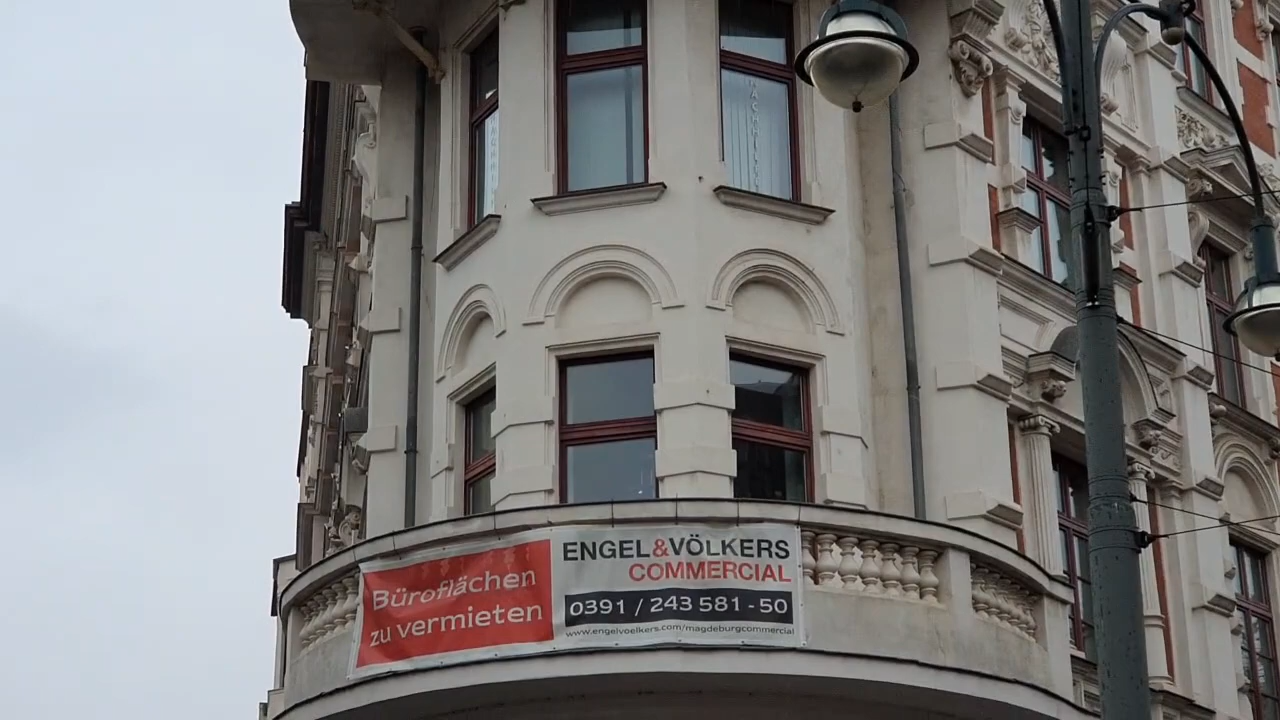 Büroflächen
zu vermieten
ENGEL&VÖLKERS
COMMERCIAL
0391 / 243 581 - 50
www.engelvoelkers.com/magdeburgcommercial